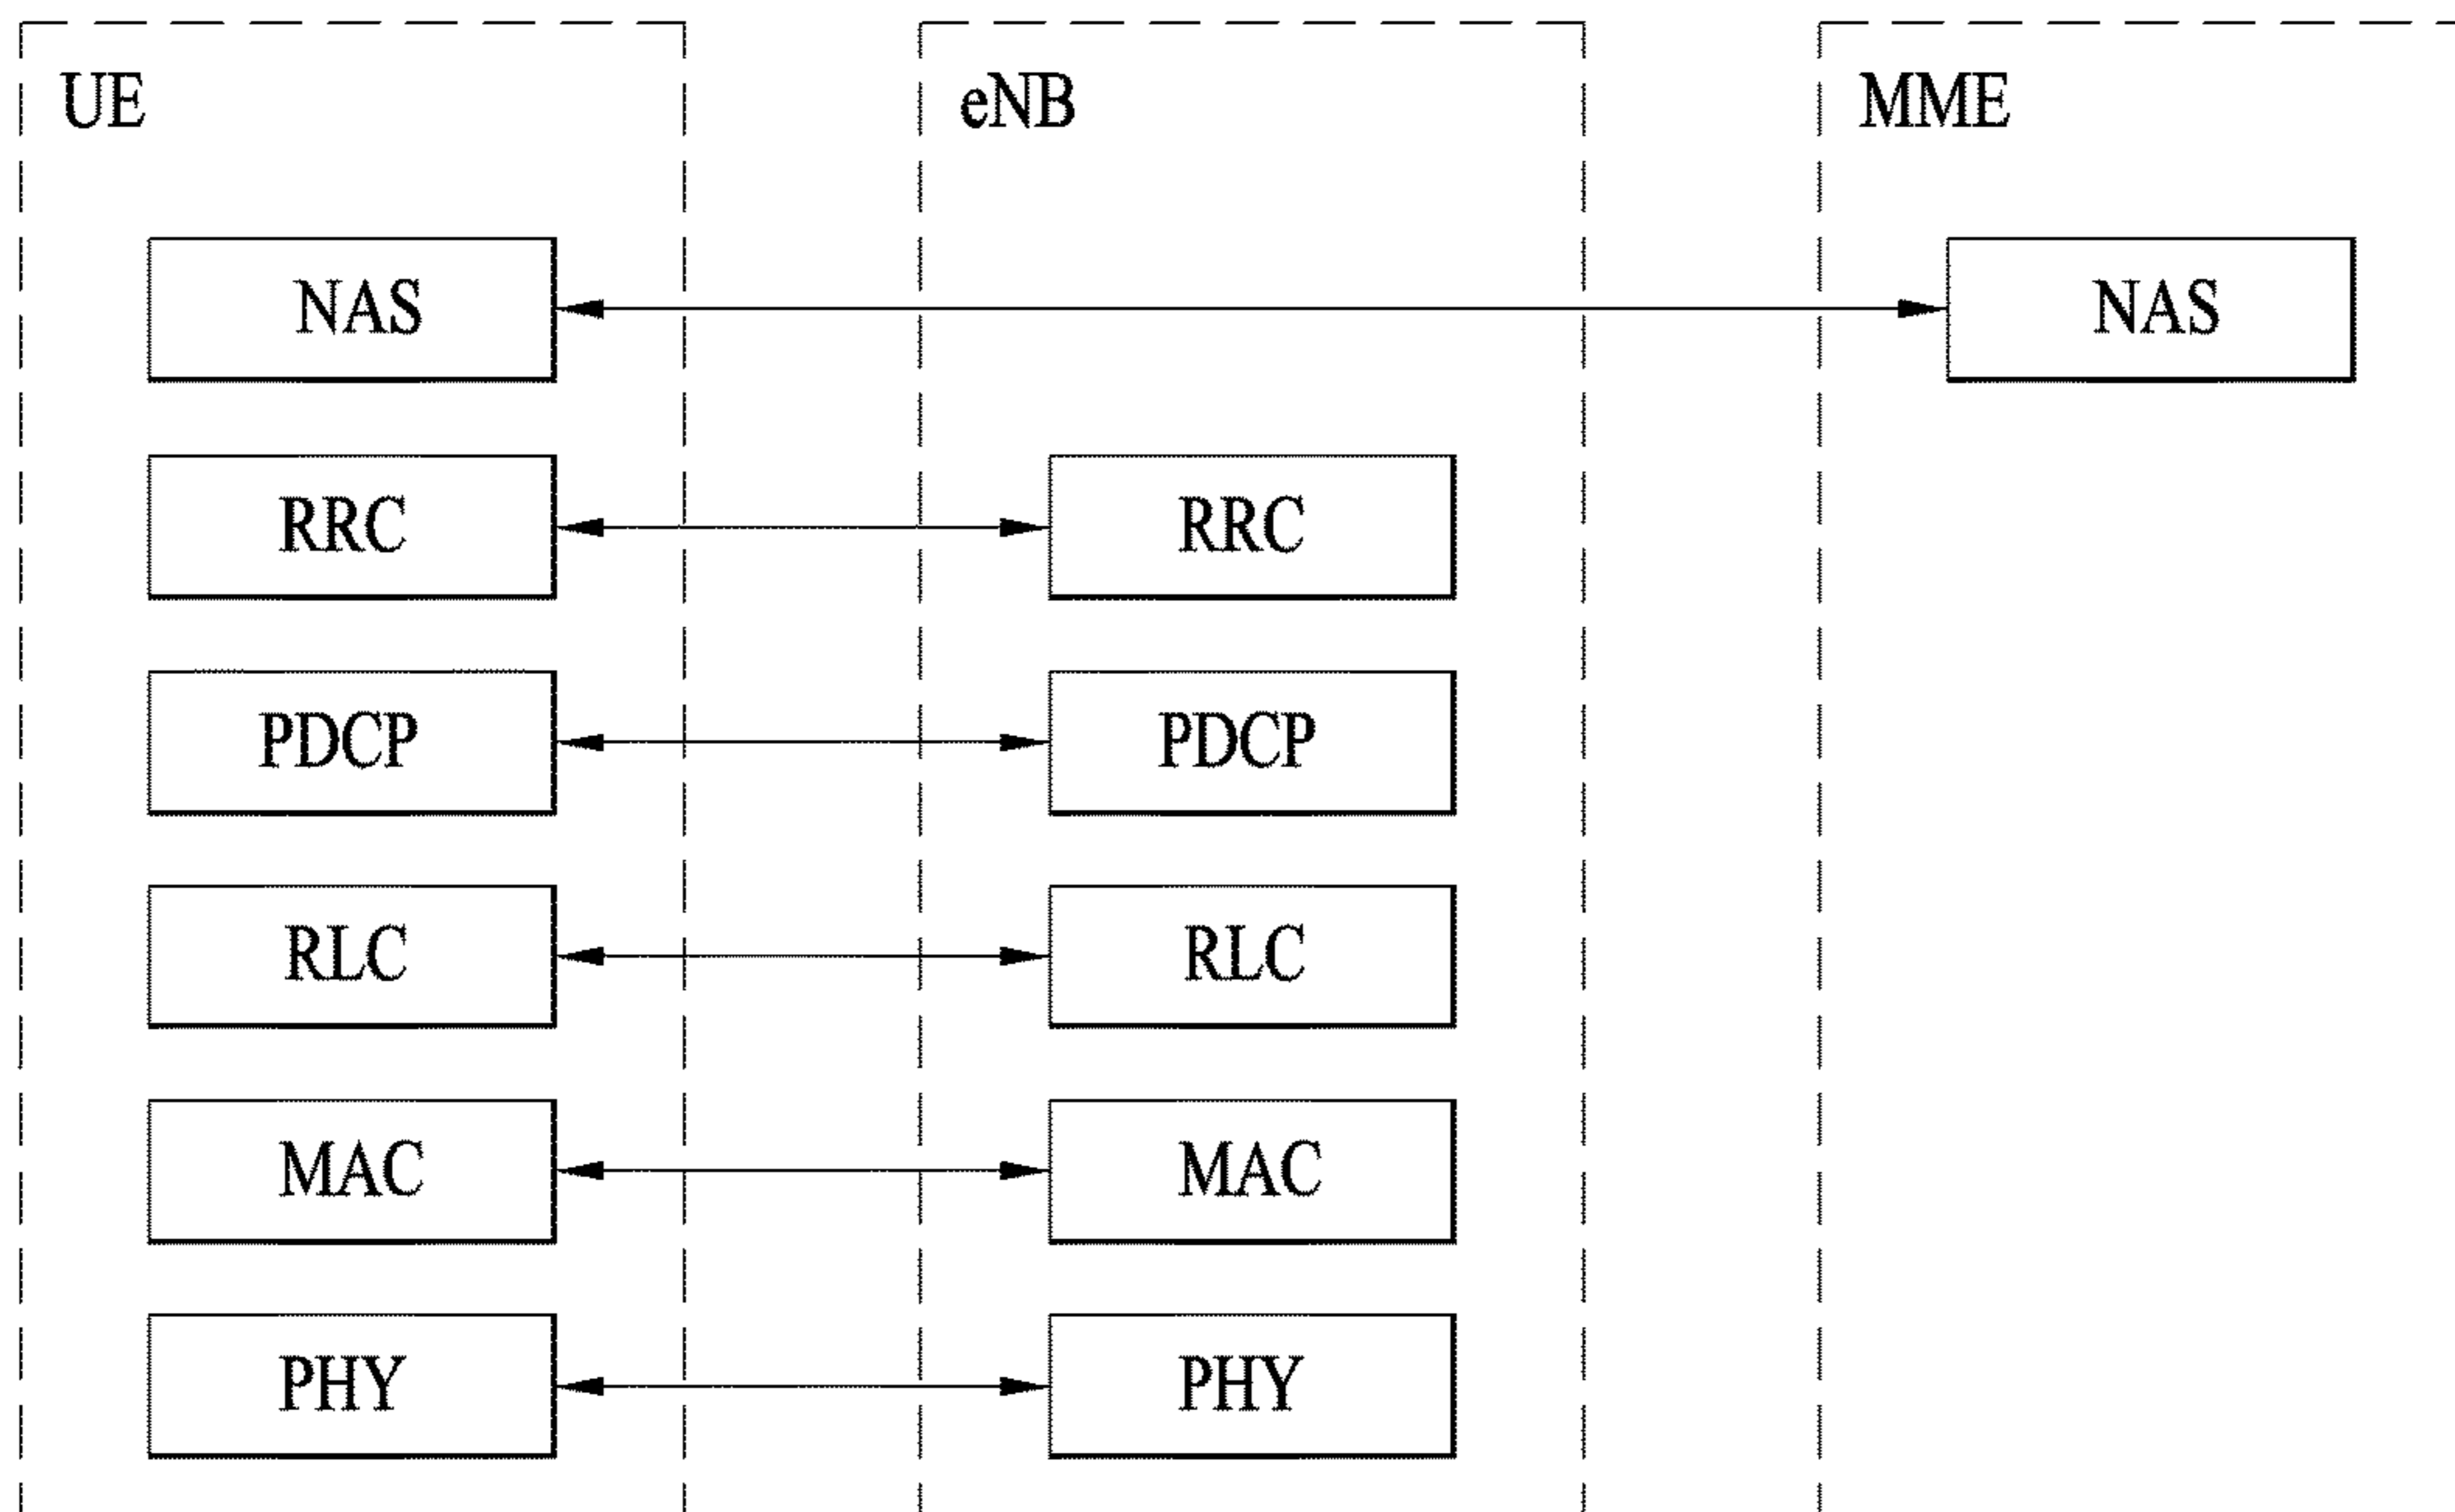 UE eNB MME
NAS NAS
RRC RRC
PDCP PDCP
RLC RLC
MAC MAC
PHY PHY